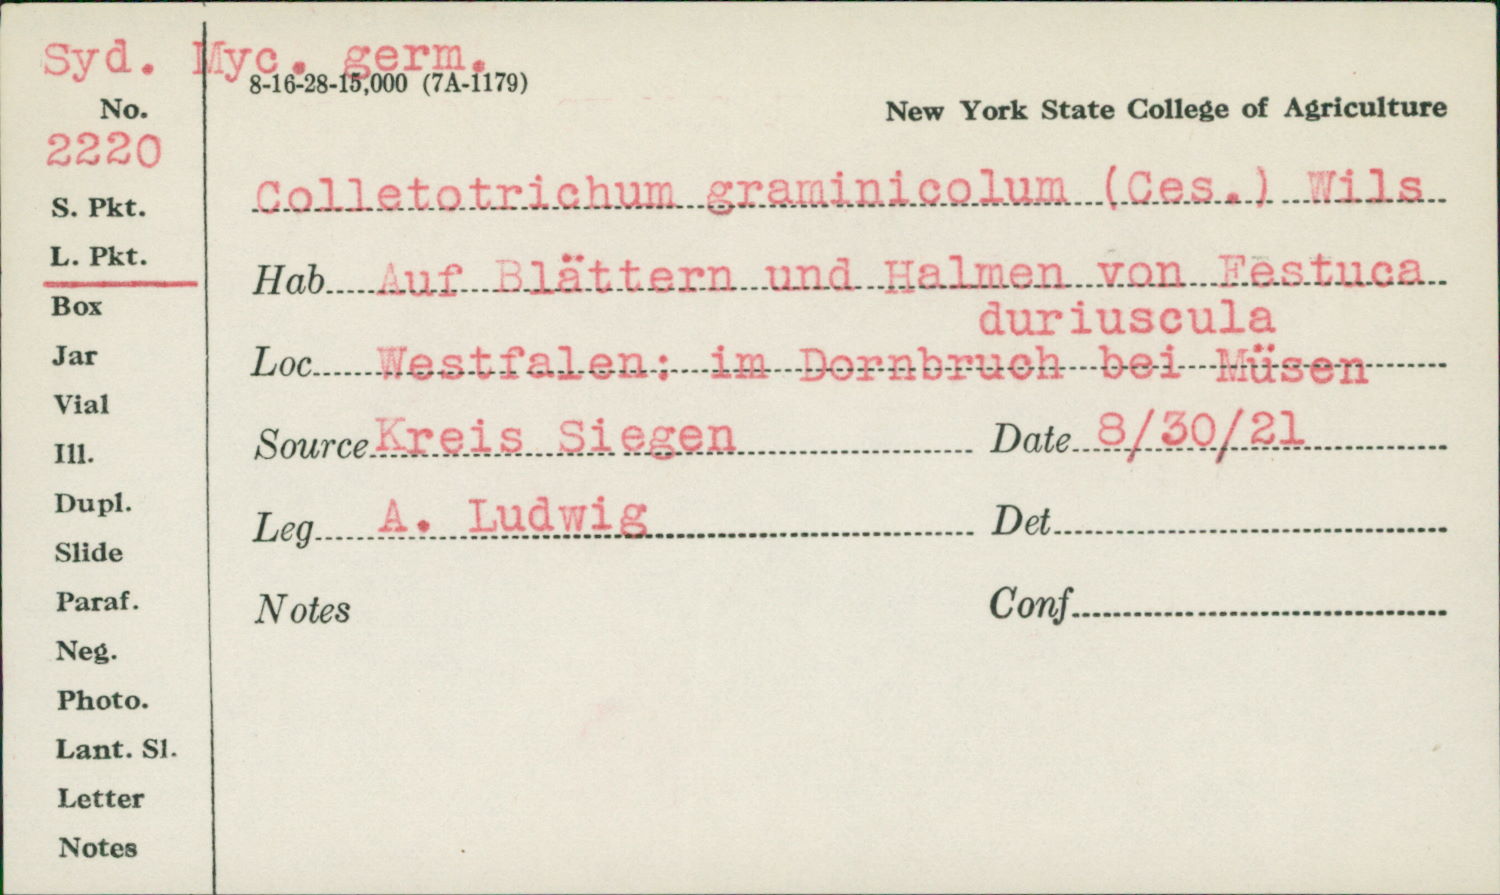 Syd. Myc. germ.
8-16-28-15,000 (7A-1179)
No.
New York State College of Agriculture
2220
Colletotrichum graminicolum (Ces.) Wils
S. Pkt.
L. Pkt.
Hab Auf Blättern und Halmen von Festuca
duriuscula
Box
Jar
Loc Westfalen: im Dornbruch bei Müsen
Vial
Source Kreis Siegen Date 8/30/21
Ill.
Dupl.
Leg A. Ludwig Det
Slide
Paraf.
Notes Conf
Neg.
Photo.
Lant. Sl.
Letter
Notes